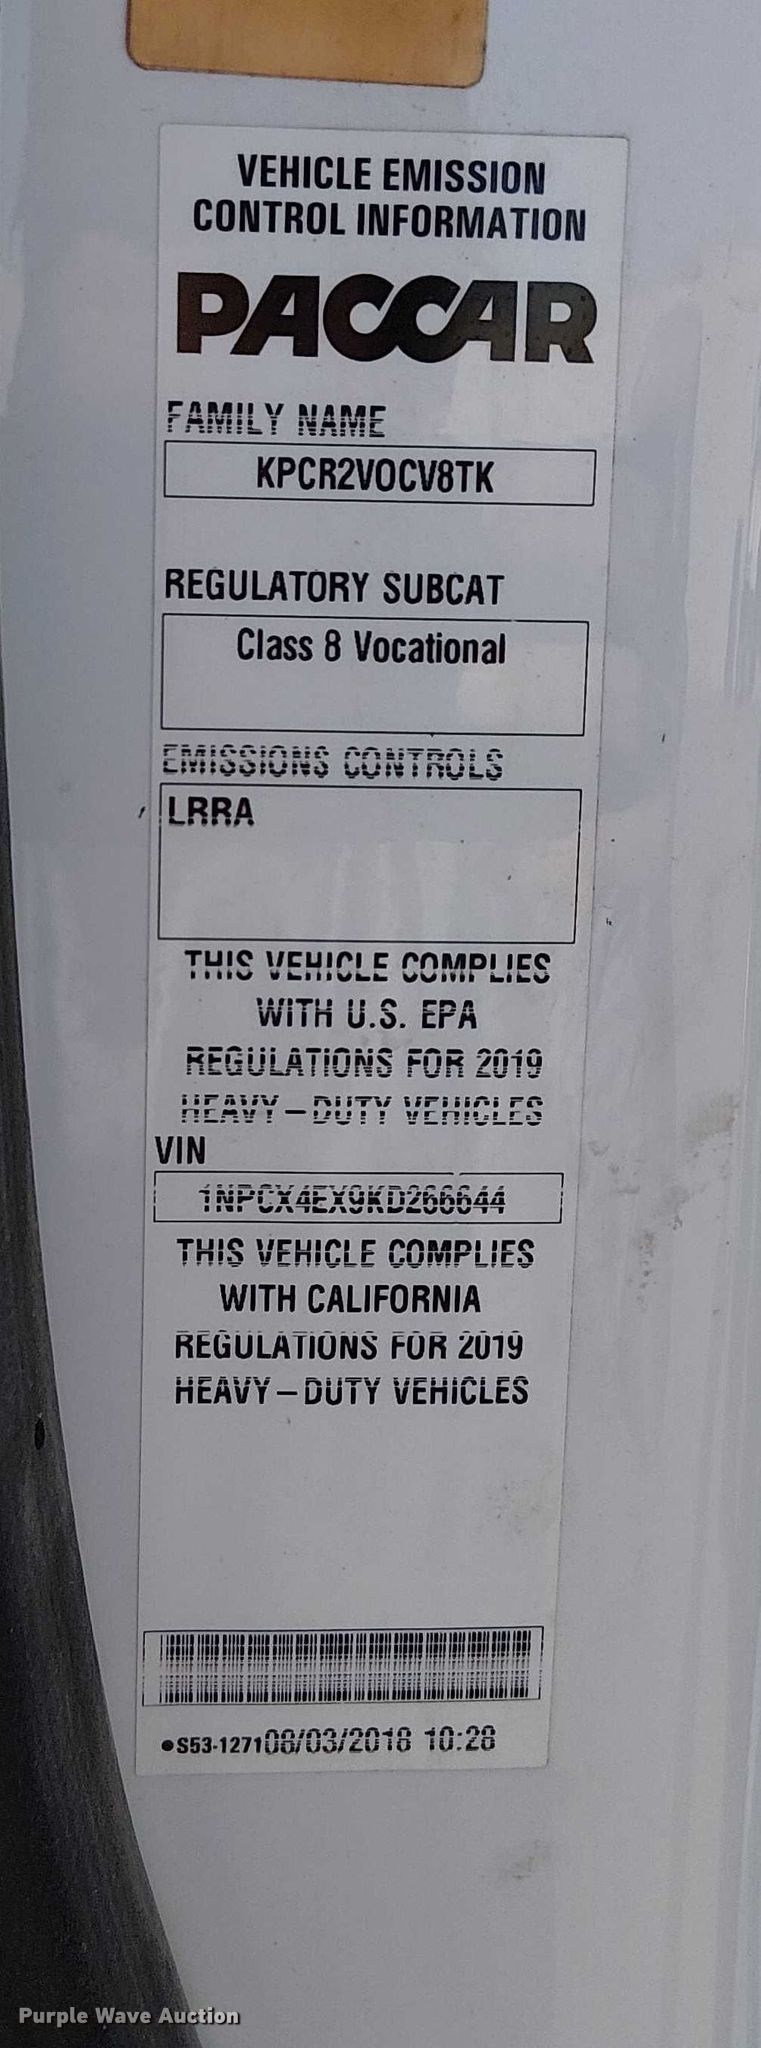 VEHICLE EMISSION
CONTROL INFORMATION
PACCAR
FAMILY NAME
KPCR2VOCV8TK
REGULATORY SUBCAT
Class 8 Vocational
EMISSIONS CONTROLS
LRRA
THIS VEHICLE COMPLIES
WITH U.S. EPA
REGULATIONS FOR 2019
HEAVY-DUTY VEHICLES
VIN
1NPCX4EX9KD266644
THIS VEHICLE COMPLIES
WITH CALIFORNIA
REGULATIONS FOR 2019
HEAVY-DUTY VEHICLES
•S53-1271 08/03/2018 10:28
Purple Wave Auction